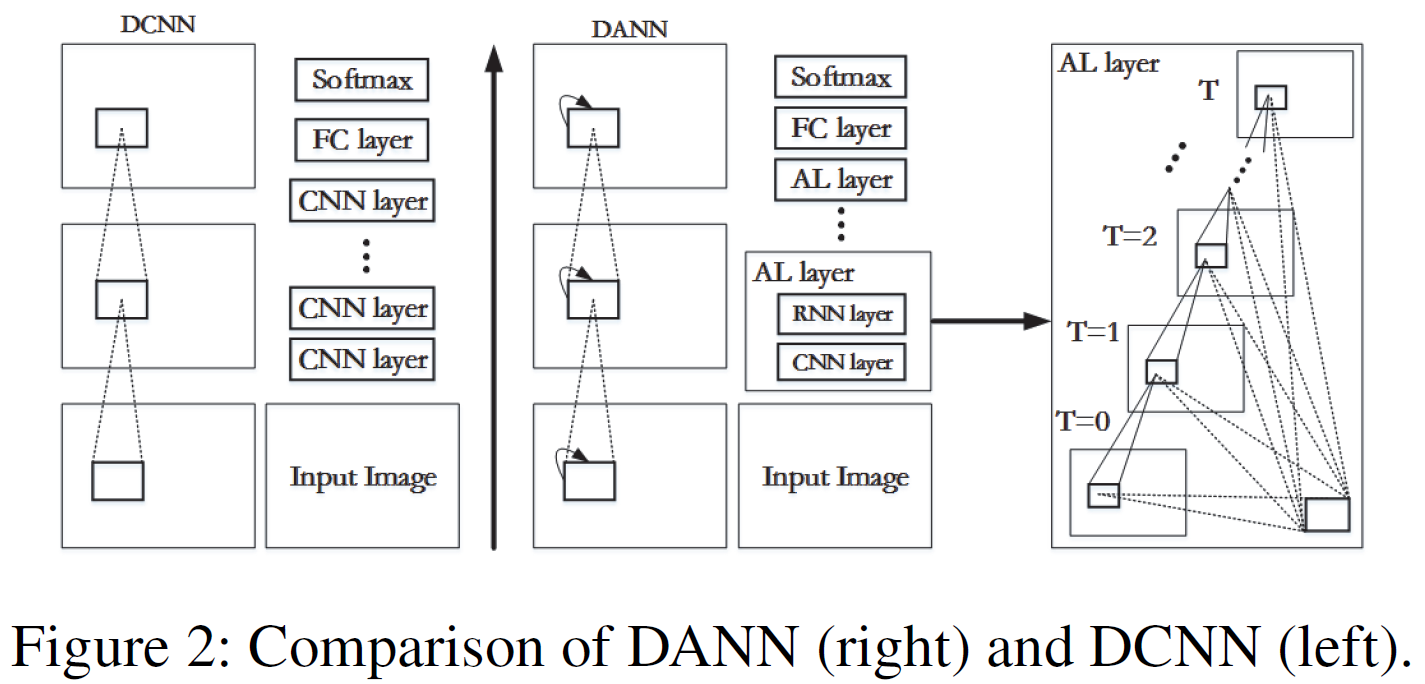 DCNN
Softmax
FC layer
CNN layer
CNN layer
CNN layer
Input Image
DANN
Softmax
FC layer
AL layer
AL layer
RNN layer
CNN layer
Input Image
AL layer
T
T=2
T=1
T=0
Figure 2: Comparison of DANN (right) and DCNN (left).